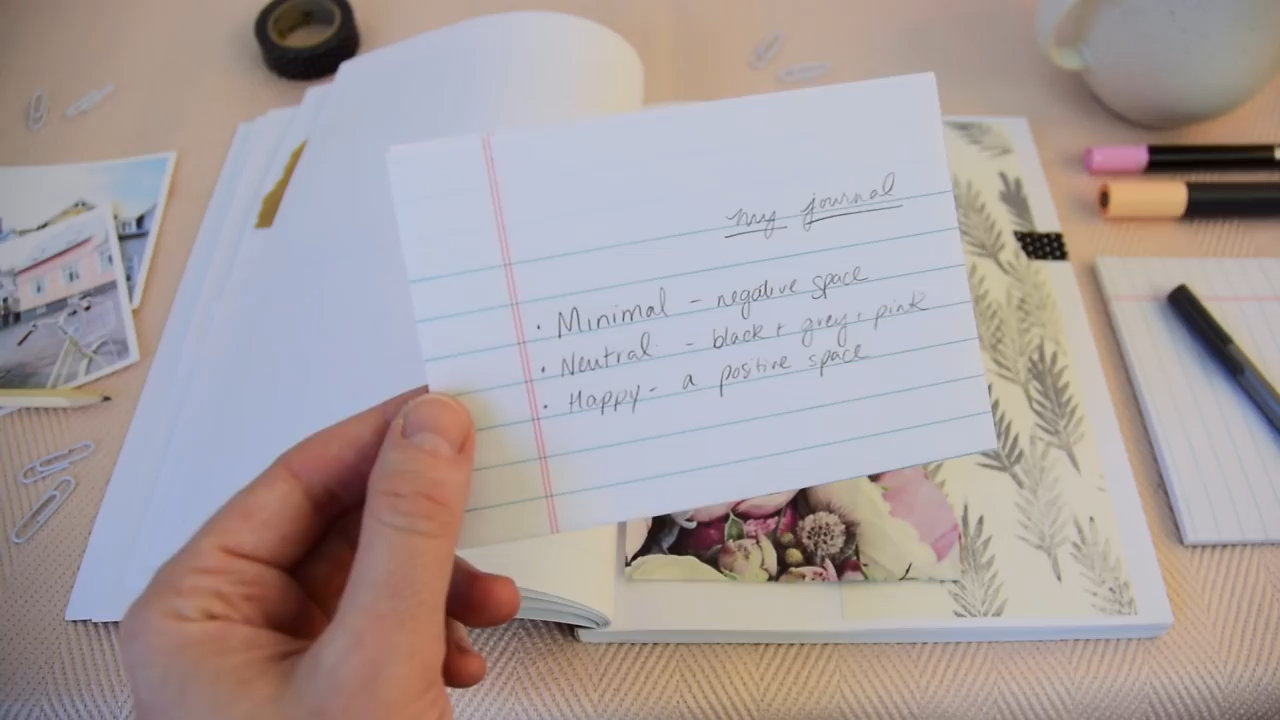 my journal
• Minimal - negative space
• Neutral - black + grey + pink
• Happy - a positive space